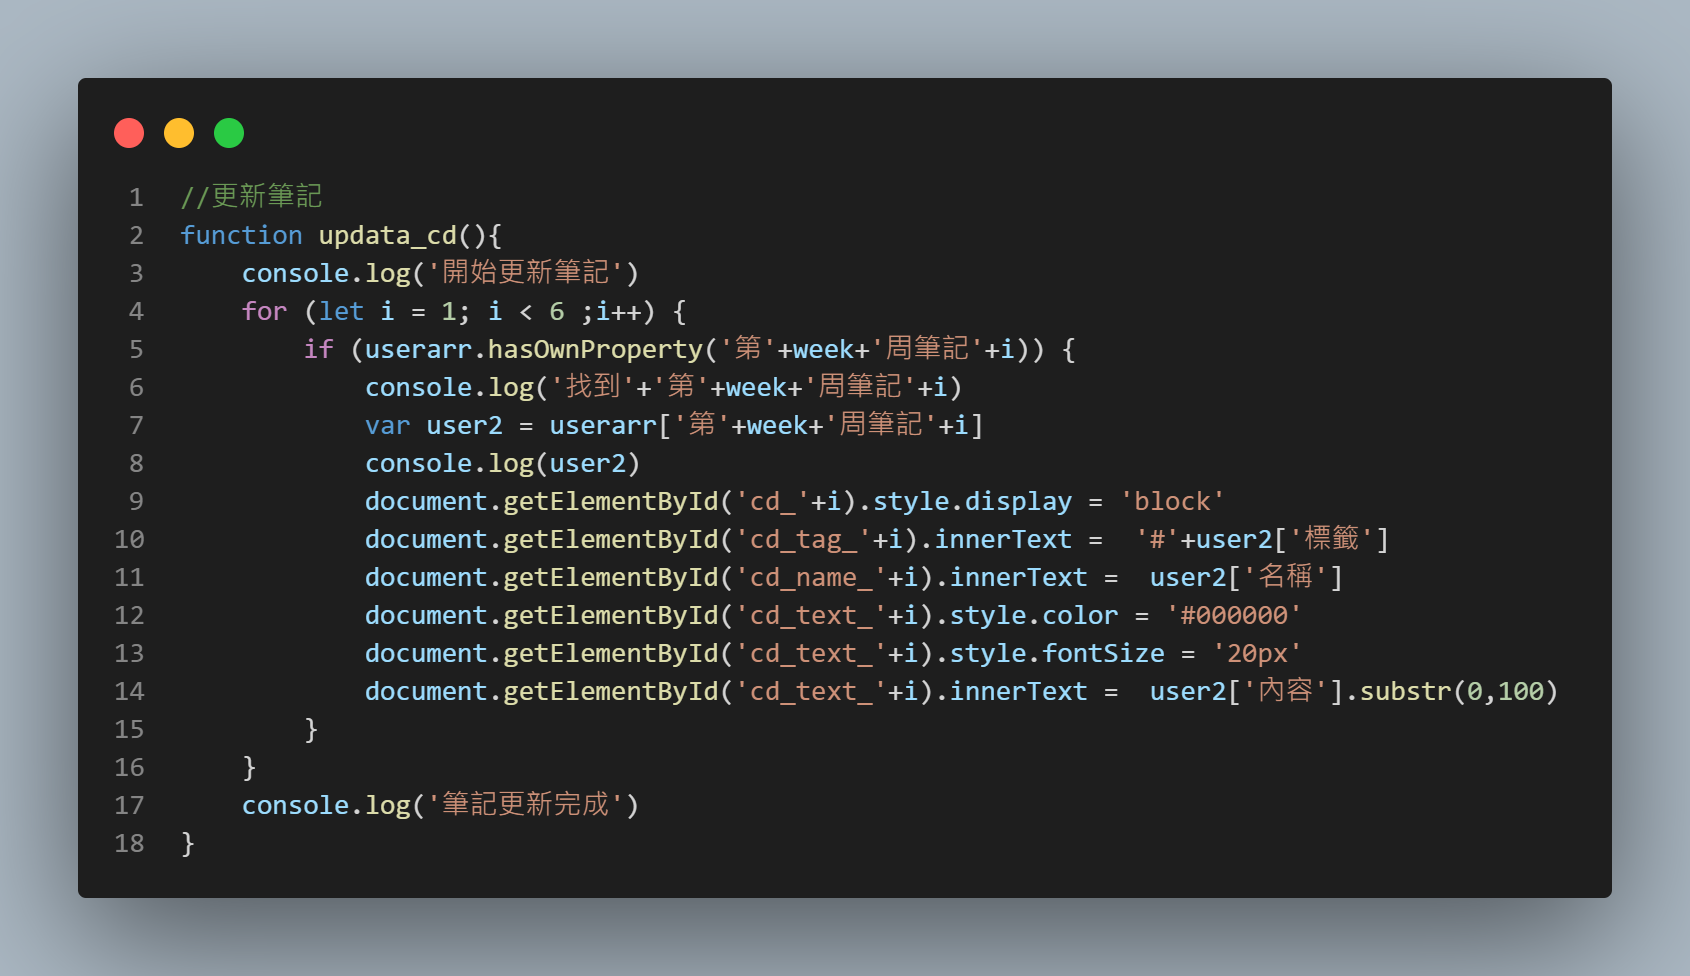 1 //更新筆記
2 function updata_cd(){
3     console.log('開始更新筆記')
4     for (let i = 1; i < 6 ;i++) {
5         if (userarr.hasOwnProperty('第'+week+'周筆記'+i)) {
6             console.log('找到'+'第'+week+'周筆記'+i)
7             var user2 = userarr['第'+week+'周筆記'+i]
8             console.log(user2)
9             document.getElementById('cd_'+i).style.display = 'block'
10             document.getElementById('cd_tag_'+i).innerText =  '#'+user2['標籤']
11             document.getElementById('cd_name_'+i).innerText =  user2['名稱']
12             document.getElementById('cd_text_'+i).style.color = '#000000'
13             document.getElementById('cd_text_'+i).style.fontSize = '20px'
14             document.getElementById('cd_text_'+i).innerText =  user2['內容'].substr(0,100)
15         }
16     }
17     console.log('筆記更新完成')
18 }